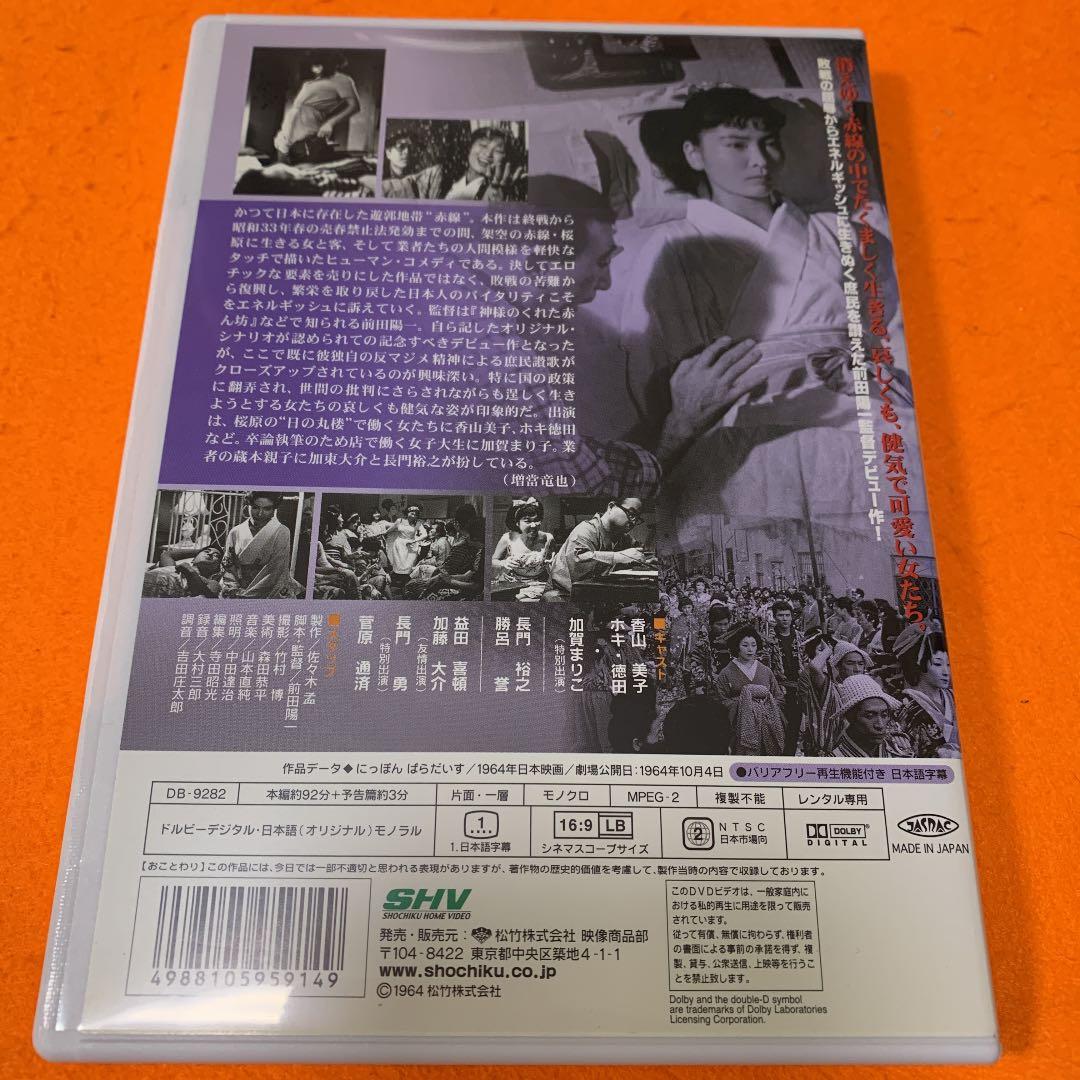 消えゆく赤線の中でたくましく生きる、哀しくも、健気で可愛い女たち。
敗戦の闇からエネルギッシュに生きぬく庶民を謳えた前田陽一監督デビュー作！
かつて日本に存在した遊郭地帯“赤線”。本作は終戦から
昭和33年春の売春禁止法発効までの間、架空の赤線・桜
原に生きる女と客、そして業者たちの人間模様を軽快な
タッチで描いたヒューマン・コメディである。決してエロ
チックな要素を売りにした作品ではなく、敗戦の苦難か
ら復興し、繁栄を取り戻した日本人のバイタリティこそ
をエネルギッシュに訴えていく。監督は『神様のくれた赤
ん坊』などで知られる前田陽一。自ら記したオリジナル・
シナリオが認められての記念すべきデビュー作となった
が、ここで既に彼独自の反マジメ精神による庶民讃歌が
クローズアップされているのが興味深い。特に国の政策
に翻弄され、世間の批判にさらされながらも逞しく生き
ようとする女たちの哀しくも健気な姿が印象的だ。出演
は、桜原の“日の丸楼”で働く女たちに香山美子、ホキ徳田
など。卒論執筆のため店で働く女子大生に加賀まり子。業
者の蔵本親子に加東大介と長門裕之が扮している。
（増當竜也）
■キャスト
香山 美子
ホキ・徳田
加賀まりこ
（特別出演）
長門 裕之
勝呂 誉
益田 喜頓
加藤 大介
（友情出演）
長門 勇
（特別出演）
菅原 通済
■スタッフ
製作／佐々木 孟
脚本・監督／前田陽一
撮影／竹村 博
美術／森田恭平
音楽／山本直純
照明／中田達治
編集／寺田昭光
録音／大村三郎
調音／吉田庄太郎
作品データ◆にっぽん ぱらだいす／1964年日本映画／劇場公開日：1964年10月4日
●バリアフリー再生機能付き 日本語字幕
DB-9282 本編約92分＋予告篇約3分 片面・一層 モノクロ MPEG-2 複製不能 レンタル専用
ドルビーデジタル・日本語（オリジナル）モノラル
1
1.日本語字幕
16:9 LB
シネマスコープサイズ
2
NTSC
日本市場向
DOLBY
DIGITAL
JASRAC
MADE IN JAPAN
【おことわり】この作品には、今日では一部不適切と思われる表現がありますが、著作物の歴史的価値を考慮して、製作当時の内容で収録しております。
4988105959149
SHV
SHOCHIKU HOME VIDEO
発売・販売元：松竹株式会社 映像商品部
〒104-8422 東京都中央区築地4-1-1
www.shochiku.co.jp
©1964 松竹株式会社
このDVDビデオは、一般家庭内に
おける私的再生に用途を限って販売
されています。
従って有償、無償に拘わらず、権利者
の書面による事前の承諾を得ず、複
製、貸与、公衆送信、上映等を行うこ
とを禁止致します。
Dolby and the double-D symbol
are trademarks of Dolby Laboratories
Licensing Corporation.